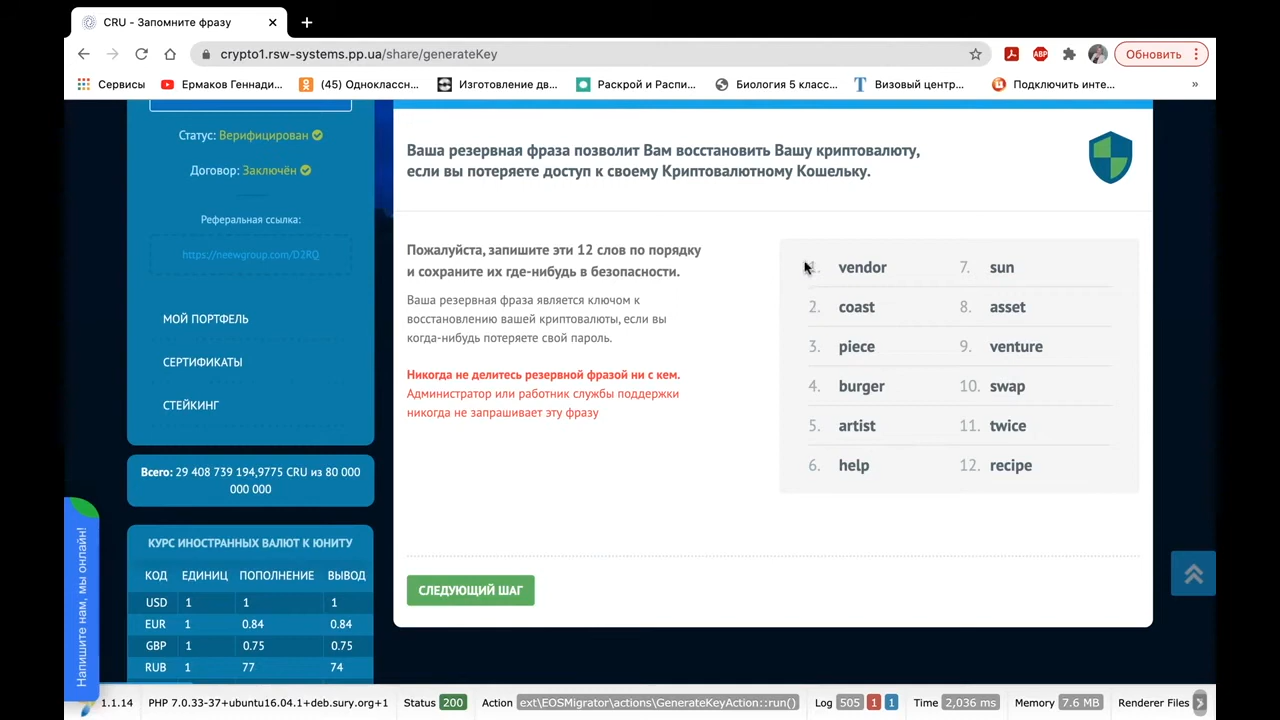 CRU - Запомните фразу
crypto1.rsw-systems.pp.ua/share/generateKey
ABP
Обновить
Сервисы
Ермаков Геннади...
(45) Одноклассн...
Изготовление дв...
Раскрой и Распи...
Биология 5 класс...
Визовый центр...
Подключить инте...
»
Статус: Верифицирован
Договор: Заключён
Реферальная ссылка:
https://neewgroup.com/D2RQ
МОЙ ПОРТФЕЛЬ
СЕРТИФИКАТЫ
СТЕЙКИНГ
Всего: 29 408 739 194,9775 CRU из 80 000
000 000
КУРС ИНОСТРАННЫХ ВАЛЮТ К ЮНИТУ
КОД ЕДИНИЦ ПОПОЛНЕНИЕ ВЫВОД
USD 1 1 1
EUR 1 0.84 0.84
GBP 1 0.75 0.75
RUB 1 77 74
Напишите нам, мы онлайн!
Ваша резервная фраза позволит Вам восстановить Вашу криптовалюту,
если вы потеряете доступ к своему Криптовалютному Кошельку.
Пожалуйста, запишите эти 12 слов по порядку
и сохраните их где-нибудь в безопасности.
Ваша резервная фраза является ключом к
восстановлению вашей криптовалюты, если вы
когда-нибудь потеряете свой пароль.
Никогда не делитесь резервной фразой ни с кем.
Администратор или работник службы поддержки
никогда не запрашивает эту фразу
1. vendor 7. sun
2. coast 8. asset
3. piece 9. venture
4. burger 10. swap
5. artist 11. twice
6. help 12. recipe
СЛЕДУЮЩИЙ ШАГ
1.1.14 PHP 7.0.33-37+ubuntu16.04.1+deb.sury.org+1 Status 200 Action ext\EOSMigrator\actions\GenerateKeyAction::run() Log 505 1 1 Time 2,036 ms Memory 7.6 MB Renderer Files